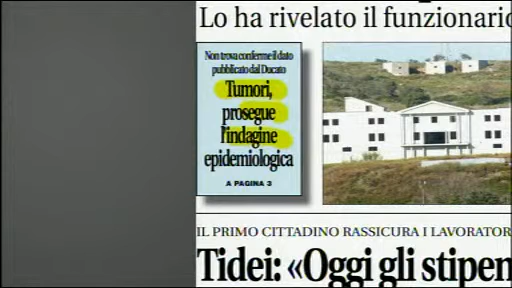 Lo ha rivelato il funzionario
Non trova conferme il dato
pubblicato dal Ducato
Tumori,
prosegue
l'indagine
epidemiologica
A PAGINA 3
IL PRIMO CITTADINO RASSICURA I LAVORATOR
Tidei: «Oggi gli stipen